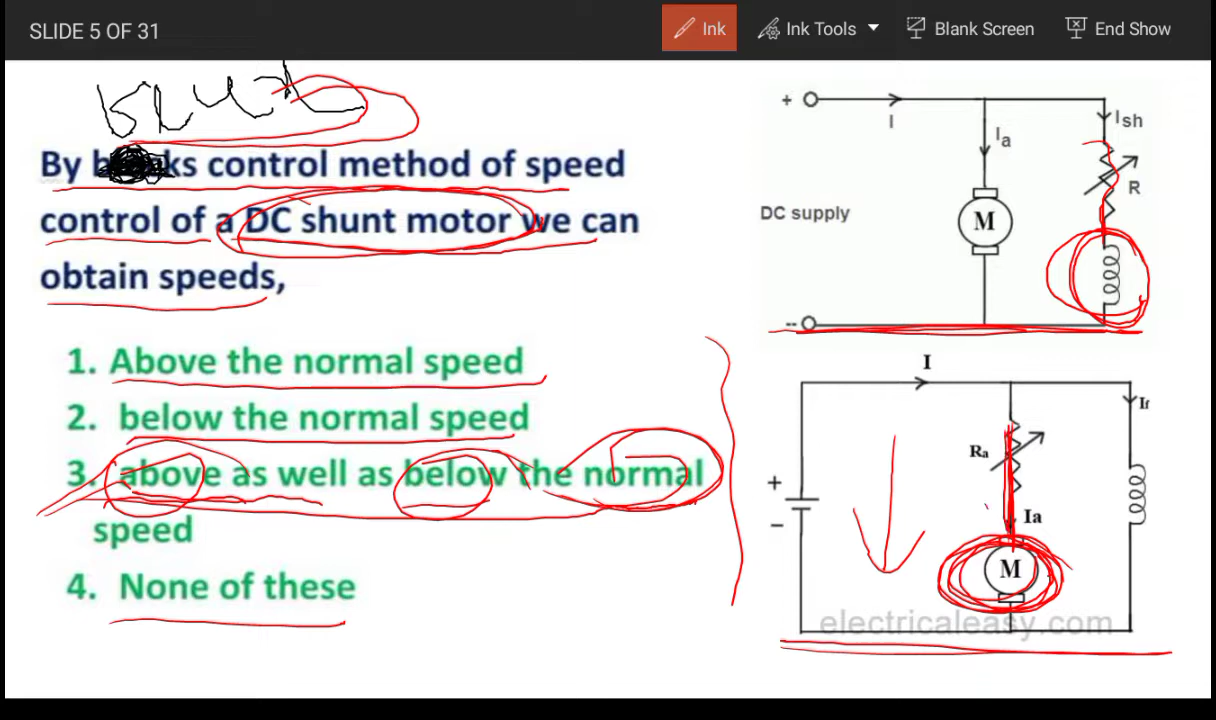 SLIDE 5 OF 31
Ink
Ink Tools
Blank Screen
End Show
By ks control method of speed
control of a DC shunt motor we can
obtain speeds,
1. Above the normal speed
2. below the normal speed
3. above as well as below the normal
speed
4. None of these
+
I
Ia
Ish
R
DC supply
M
--
I
If
Ra
+
Ia
−
M
electricaleasy.com